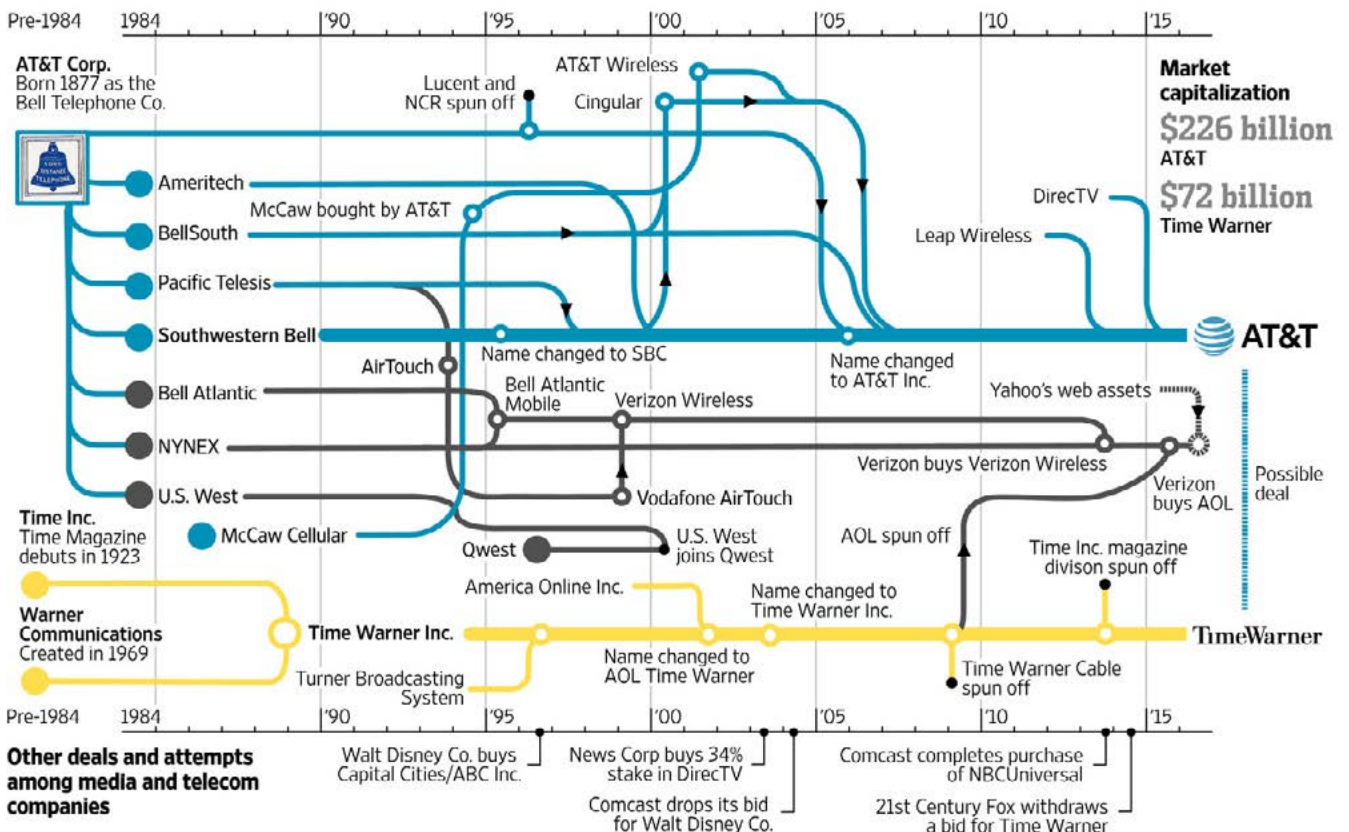 Pre-1984 1984 '90 '95 '00 '05 '10 '15
AT&T Corp.
Born 1877 as the
Bell Telephone Co.
Lucent and
NCR spun off
AT&T Wireless
Cingular
Market
capitalization
$226 billion
AT&T
$72 billion
Time Warner
LONG
DISTANCE
TELEPHONE
Ameritech
McCaw bought by AT&T
BellSouth
Pacific Telesis
Southwestern Bell
DirecTV
Leap Wireless
AT&T
Name changed to SBC
Name changed
to AT&T Inc.
AirTouch
Bell Atlantic
Bell Atlantic
Mobile
Verizon Wireless
Yahoo's web assets
NYNEX
Verizon buys Verizon Wireless
Verizon
buys AOL
Possible
deal
U.S. West
Vodafone AirTouch
McCaw Cellular
Qwest
U.S. West
joins Qwest
AOL spun off
Time Inc.
Time Magazine
debuts in 1923
Time Inc. magazine
divison spun off
America Online Inc.
Name changed to
Time Warner Inc.
Warner
Communications
Created in 1969
Time Warner Inc.
TimeWarner
Name changed to
AOL Time Warner
Turner Broadcasting
System
Time Warner Cable
spun off
Pre-1984 1984 '90 '95 '00 '05 '10 '15
Other deals and attempts
among media and telecom
companies
Walt Disney Co. buys
Capital Cities/ABC Inc.
News Corp buys 34%
stake in DirecTV
Comcast drops its bid
for Walt Disney Co.
Comcast completes purchase
of NBCUniversal
21st Century Fox withdraws
a bid for Time Warner